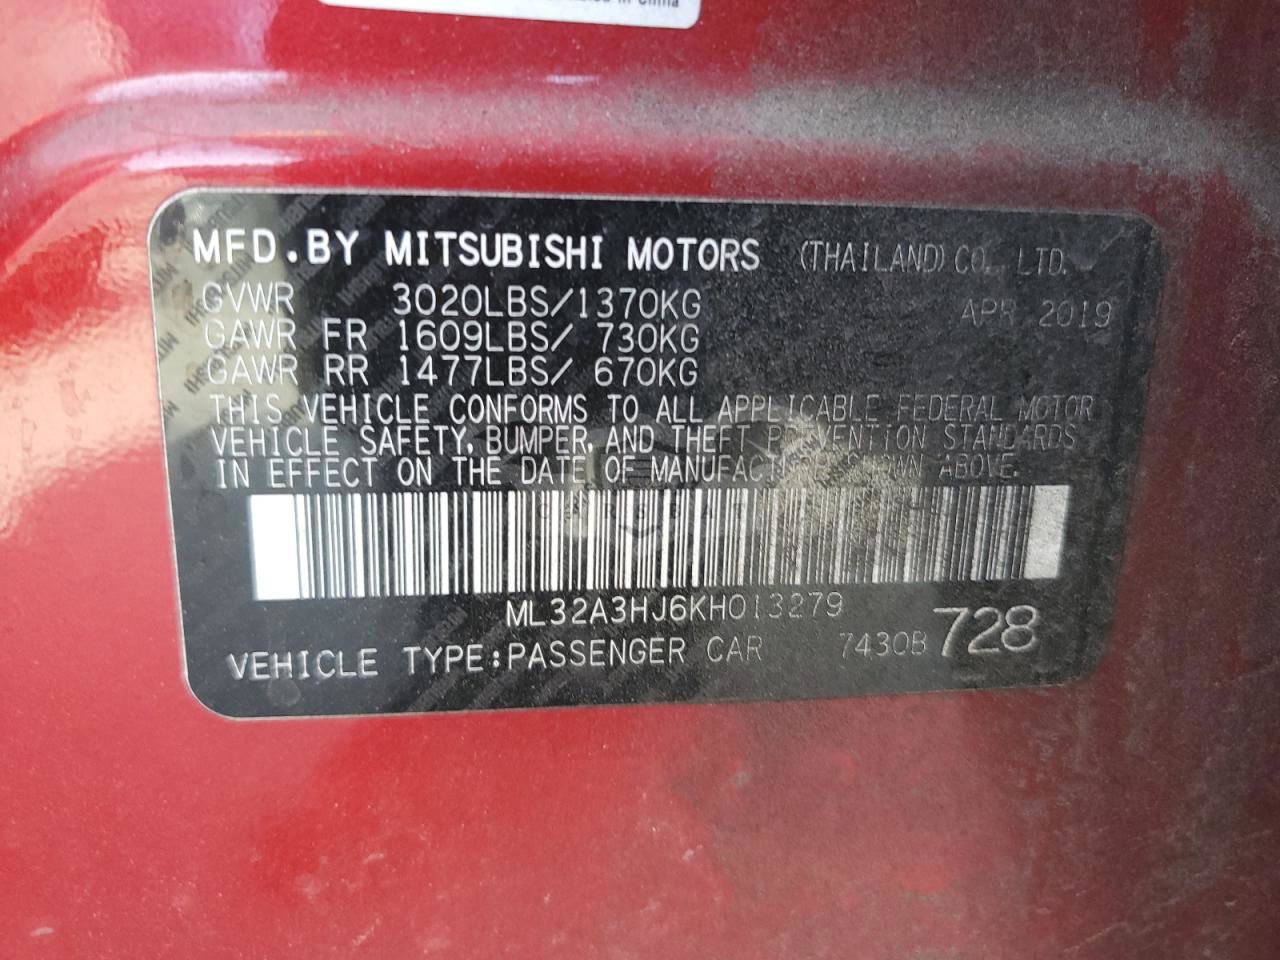 in China
MFD.BY MITSUBISHI MOTORS (THAILAND) CO., LTD.
GVWR 3020LBS/1370KG APR 2019
GAWR FR 1609LBS/ 730KG
GAWR RR 1477LBS/ 670KG
THIS VEHICLE CONFORMS TO ALL APPLICABLE FEDERAL MOTOR
VEHICLE SAFETY, BUMPER, AND THEFT PREVENTION STANDARDS
IN EFFECT ON THE DATE OF MANUFACTURE SHOWN ABOVE.
ML32A3HJ6KH013279
VEHICLE TYPE:PASSENGER CAR 7430B 728